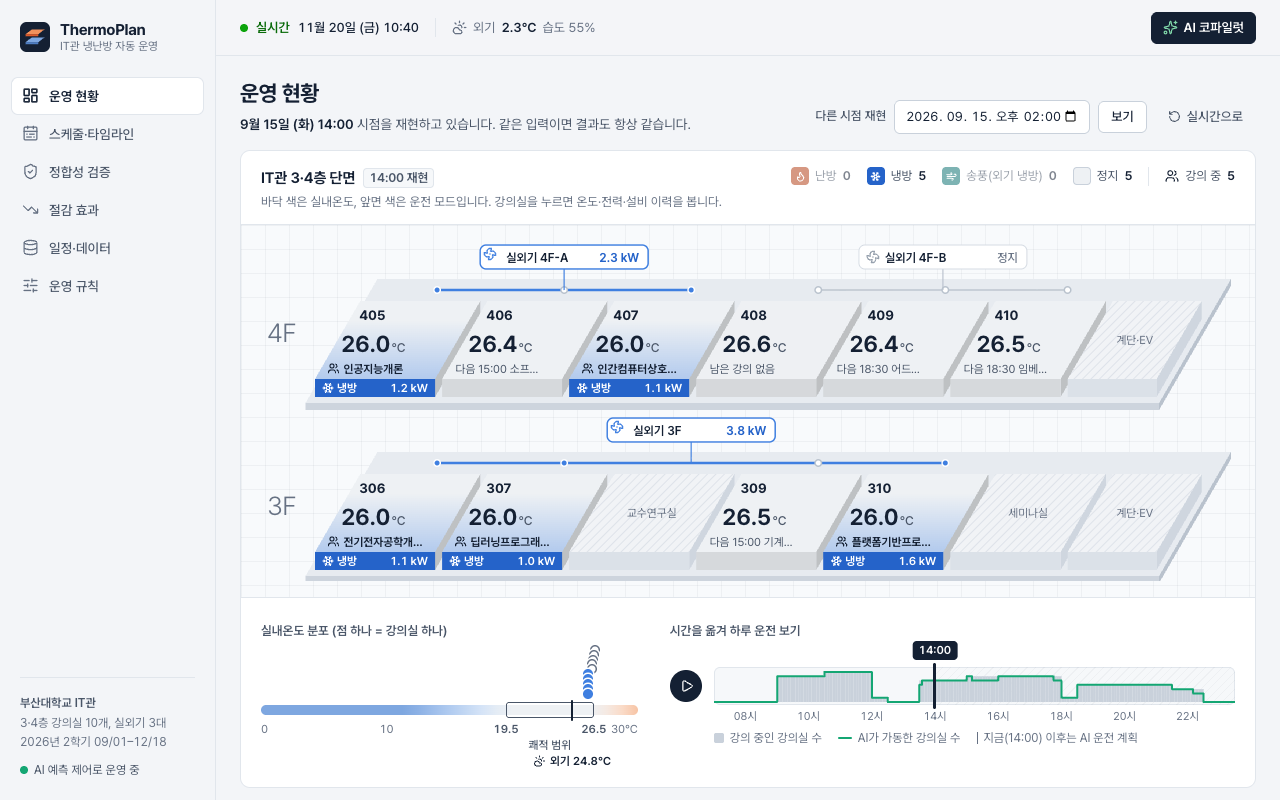 ThermoPlan
IT관 냉난방 자동 운영
운영 현황
스케줄·타임라인
정합성 검증
절감 효과
일정·데이터
운영 규칙
부산대학교 IT관
3·4층 강의실 10개, 실외기 3대
2026년 2학기 09/01–12/18
AI 예측 제어로 운영 중
실시간 11월 20일 (금) 10:40 외기 2.3°C 습도 55%
AI 코파일럿
운영 현황
9월 15일 (화) 14:00 시점을 재현하고 있습니다. 같은 입력이면 결과도 항상 같습니다.
다른 시점 재현 2026. 09. 15. 오후 02:00 보기 실시간으로
IT관 3·4층 단면 14:00 재현
난방 0 냉방 5 송풍(외기 냉방) 0 정지 5 강의 중 5
바닥 색은 실내온도, 앞면 색은 운전 모드입니다. 강의실을 누르면 온도·전력·설비 이력을 봅니다.
실외기 4F-A 2.3 kW 실외기 4F-B 정지
4F
405 406 407 408 409 410
26.0°C 26.4°C 26.0°C 26.6°C 26.4°C 26.5°C 계단·EV
인공지능개론 다음 15:00 소프... 인간컴퓨터상호... 남은 강의 없음 다음 18:30 어드... 다음 18:30 임베...
냉방 1.2 kW 냉방 1.1 kW
실외기 3F 3.8 kW
3F
306 307 309 310
26.0°C 26.0°C 교수연구실 26.5°C 26.0°C 세미나실 계단·EV
전기전자공학개... 딥러닝프로그래... 다음 15:00 기계... 플랫폼기반프로...
냉방 1.1 kW 냉방 1.0 kW 냉방 1.6 kW
실내온도 분포 (점 하나 = 강의실 하나)
0 10 19.5 26.5 30°C
쾌적 범위
외기 24.8°C
시간을 옮겨 하루 운전 보기
14:00
08시 10시 12시 14시 16시 18시 20시 22시
강의 중인 강의실 수 AI가 가동한 강의실 수 지금(14:00) 이후는 AI 운전 계획